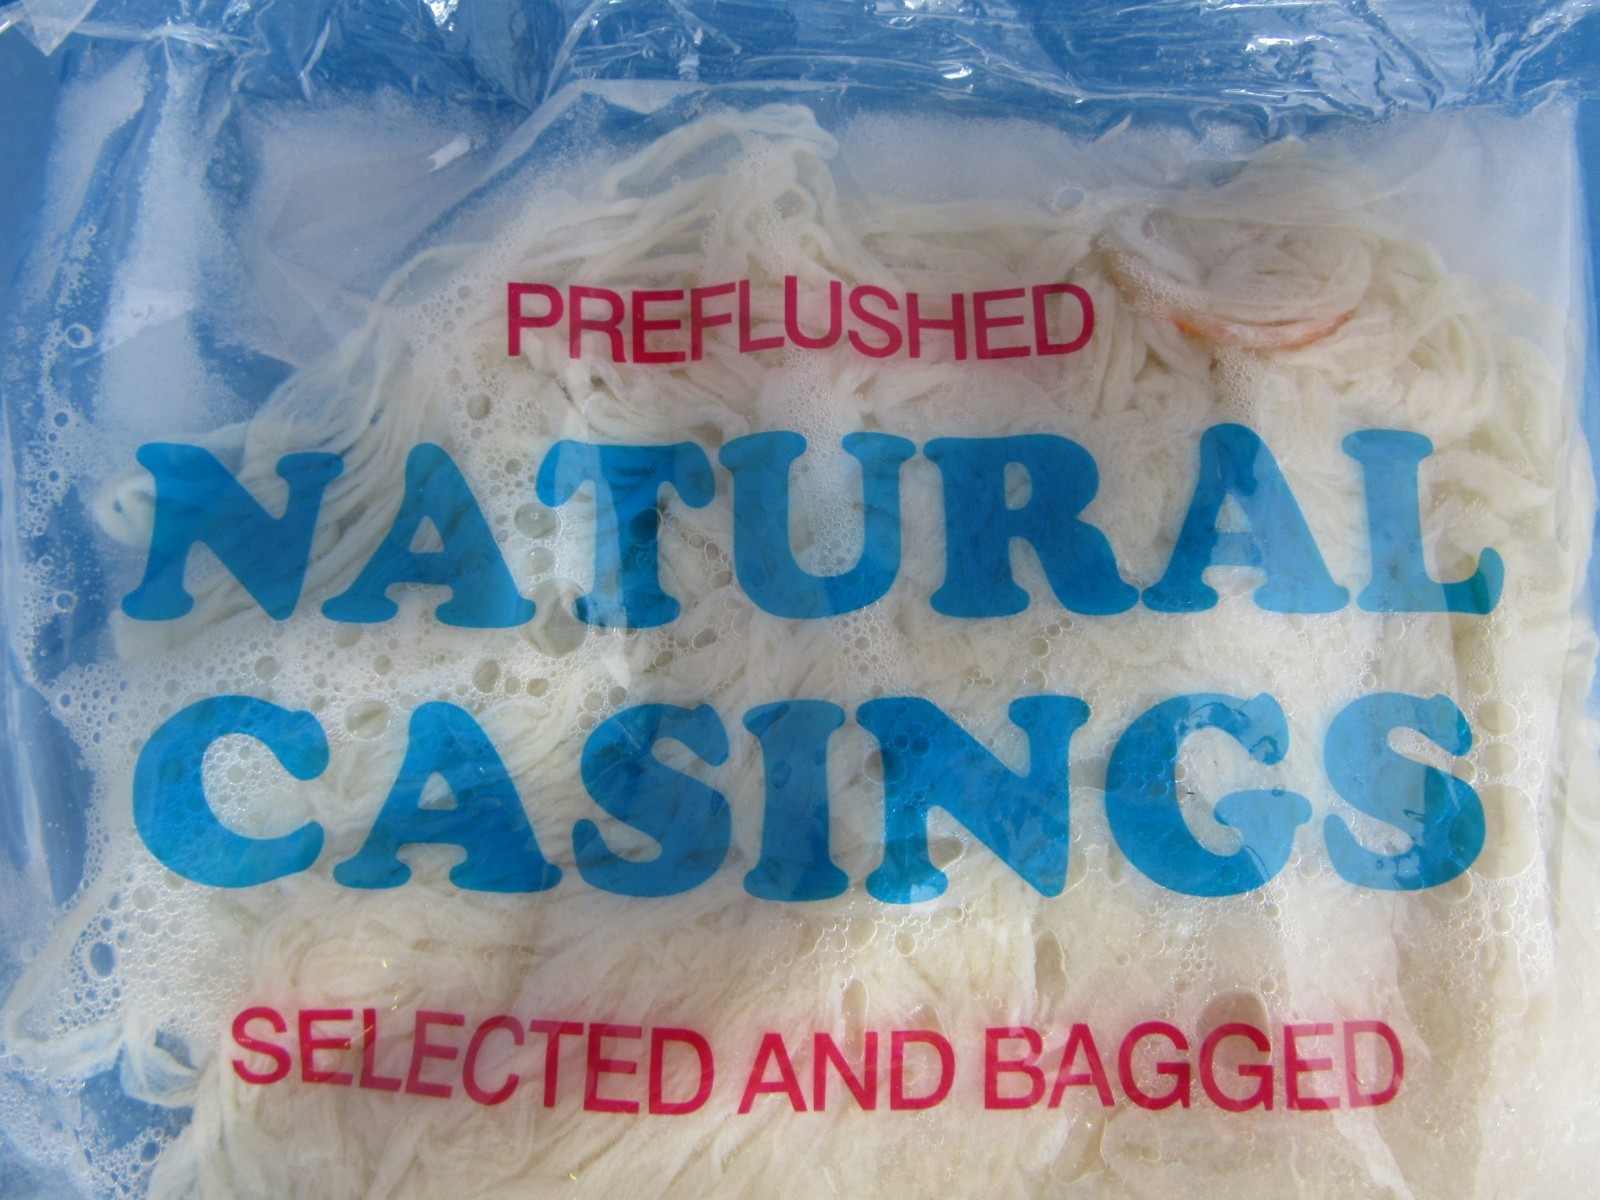 PREFLUSHED
NATURAL
CASINGS
SELECTED AND BAGGED